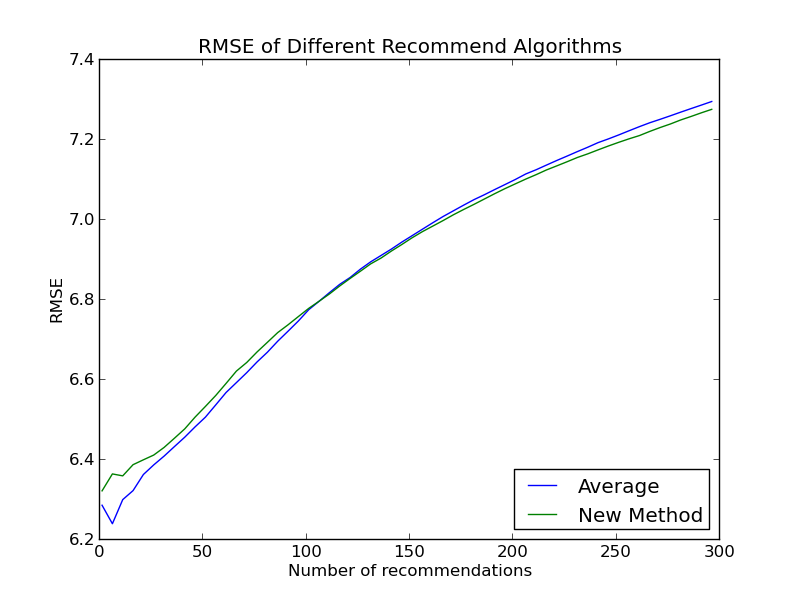 RMSE of Different Recommend Algorithms
7.4
7.2
7.0
6.8
6.6
6.4
6.2
RMSE
Average
New Method
0 50 100 150 200 250 300
Number of recommendations